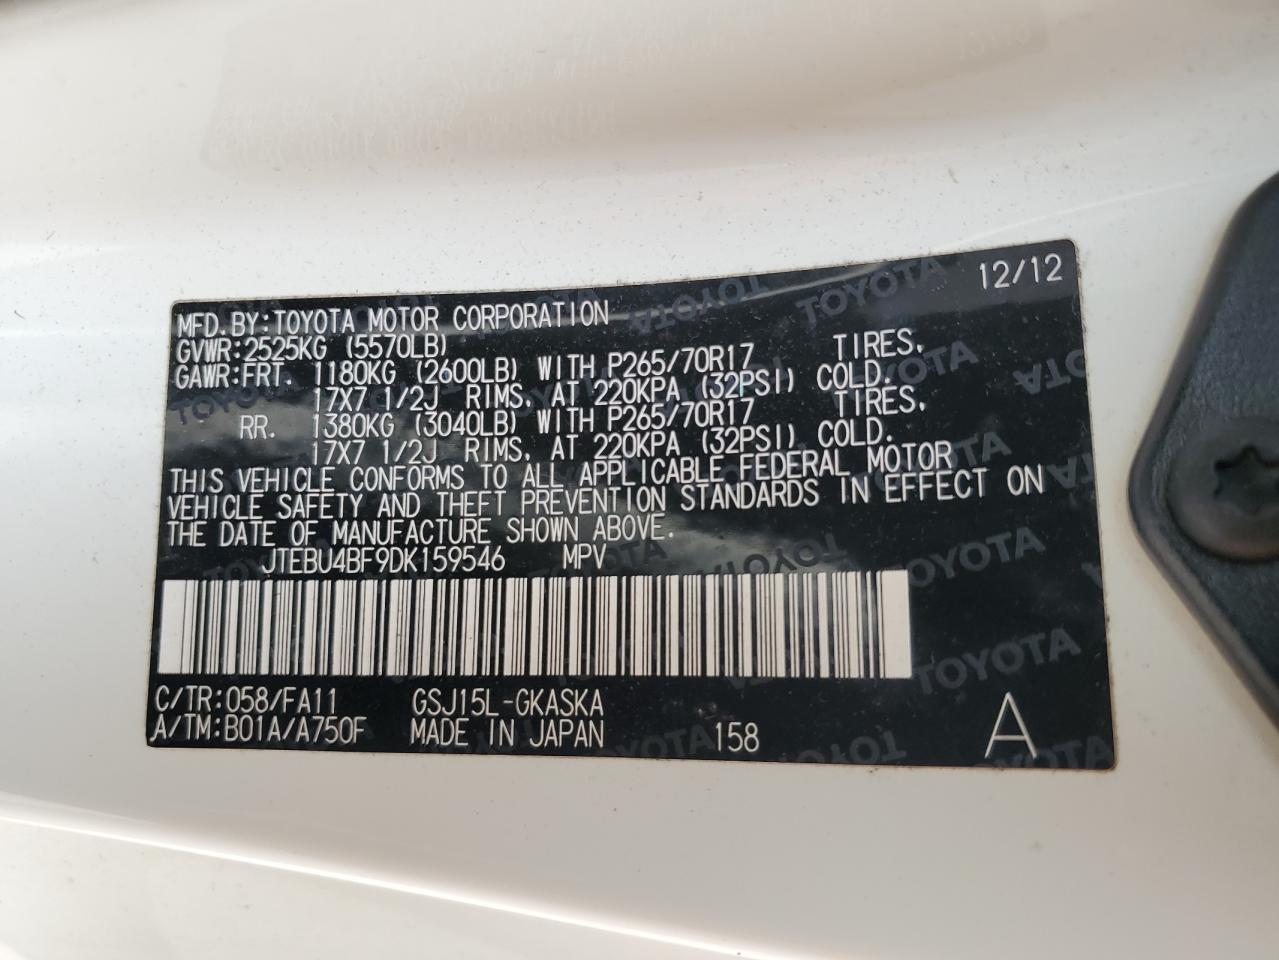 12/12
MFD.BY:TOYOTA MOTOR CORPORATION
GVWR:2525KG (5570LB)
GAWR:FRT. 1180KG (2600LB) WITH P265/70R17 TIRES,
17X7 1/2J RIMS, AT 220KPA (32PSI) COLD.
RR. 1380KG (3040LB) WITH P265/70R17 TIRES,
17X7 1/2J RIMS, AT 220KPA (32PSI) COLD.
THIS VEHICLE CONFORMS TO ALL APPLICABLE FEDERAL MOTOR
VEHICLE SAFETY AND THEFT PREVENTION STANDARDS IN EFFECT ON
THE DATE OF MANUFACTURE SHOWN ABOVE.
JTEBU4BF9DK159546 MPV
C/TR:058/FA11 GSJ15L-GKASKA
A/TM:B01A/A750F MADE IN JAPAN 158 A